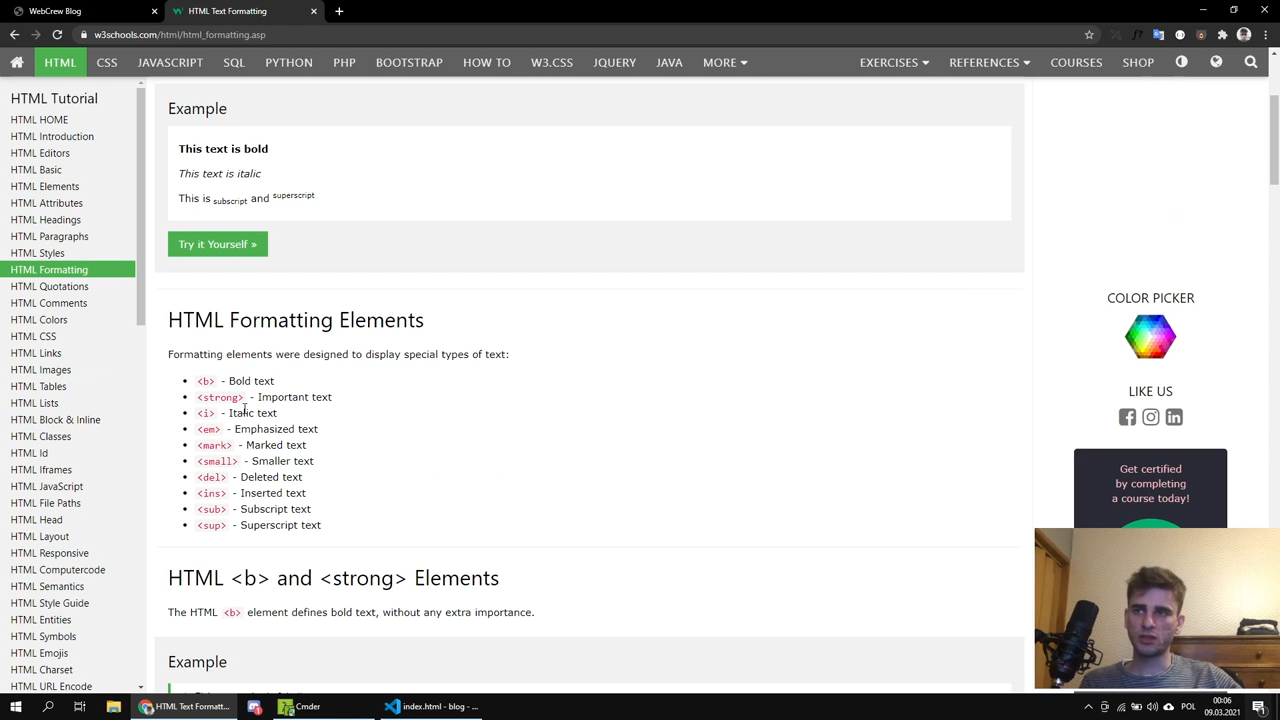 WebCrew Blog
HTML Text Formatting
w3schools.com/html/html_formatting.asp
HTML
CSS
JAVASCRIPT
SQL
PYTHON
PHP
BOOTSTRAP
HOW TO
W3.CSS
JQUERY
JAVA
MORE
EXERCISES
REFERENCES
COURSES
SHOP
HTML Tutorial
HTML HOME
HTML Introduction
HTML Editors
HTML Basic
HTML Elements
HTML Attributes
HTML Headings
HTML Paragraphs
HTML Styles
HTML Formatting
HTML Quotations
HTML Comments
HTML Colors
HTML CSS
HTML Links
HTML Images
HTML Tables
HTML Lists
HTML Block & Inline
HTML Classes
HTML Id
HTML Iframes
HTML JavaScript
HTML File Paths
HTML Head
HTML Layout
HTML Responsive
HTML Computercode
HTML Semantics
HTML Style Guide
HTML Entities
HTML Symbols
HTML Emojis
HTML Charset
HTML URL Encode
Example
This text is bold
This text is italic
This is subscript and superscript
Try it Yourself »
HTML Formatting Elements
Formatting elements were designed to display special types of text:
<b> - Bold text
<strong> - Important text
<i> - Italic text
<em> - Emphasized text
<mark> - Marked text
<small> - Smaller text
<del> - Deleted text
<ins> - Inserted text
<sub> - Subscript text
<sup> - Superscript text
HTML <b> and <strong> Elements
The HTML <b> element defines bold text, without any extra importance.
Example
COLOR PICKER
LIKE US
Get certified
by completing
a course today!
HTML Text Formatt...
Cmder
index.html - blog - ...
POL
00:06
09.03.2021